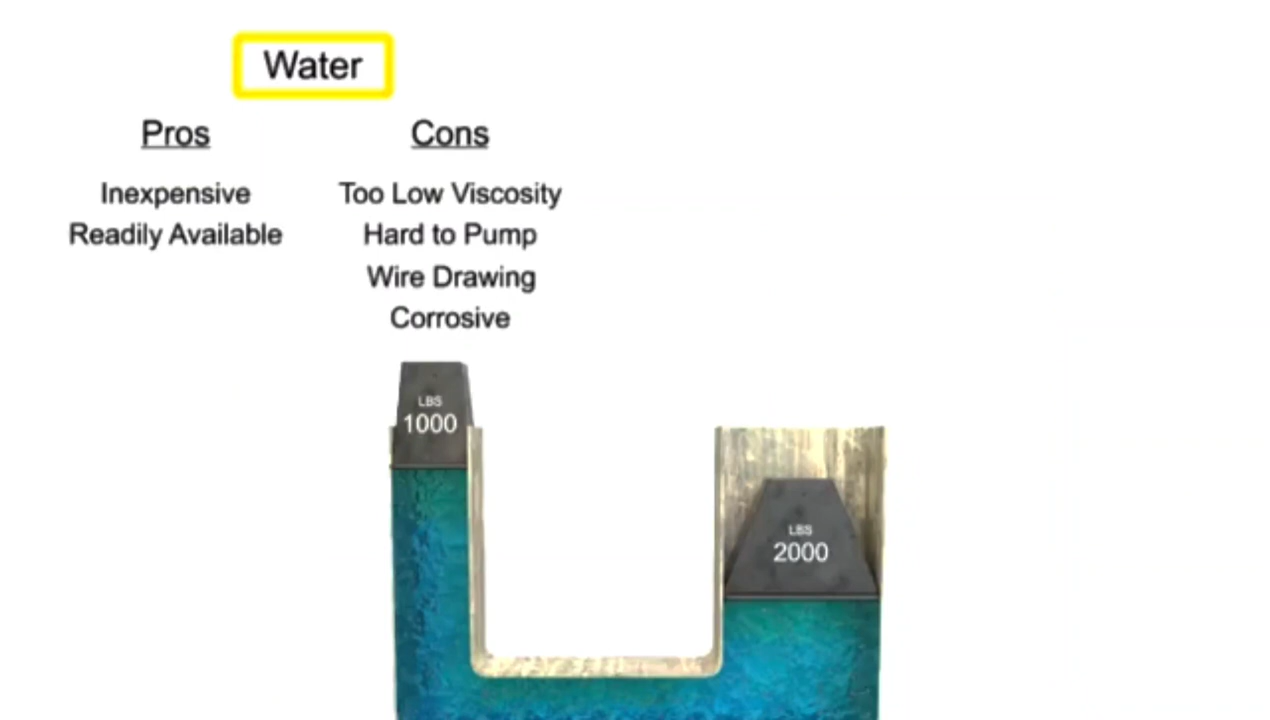 Water
Pros
Cons
Inexpensive
Too Low Viscosity
Readily Available
Hard to Pump
Wire Drawing
Corrosive
LBS
1000
LBS
2000